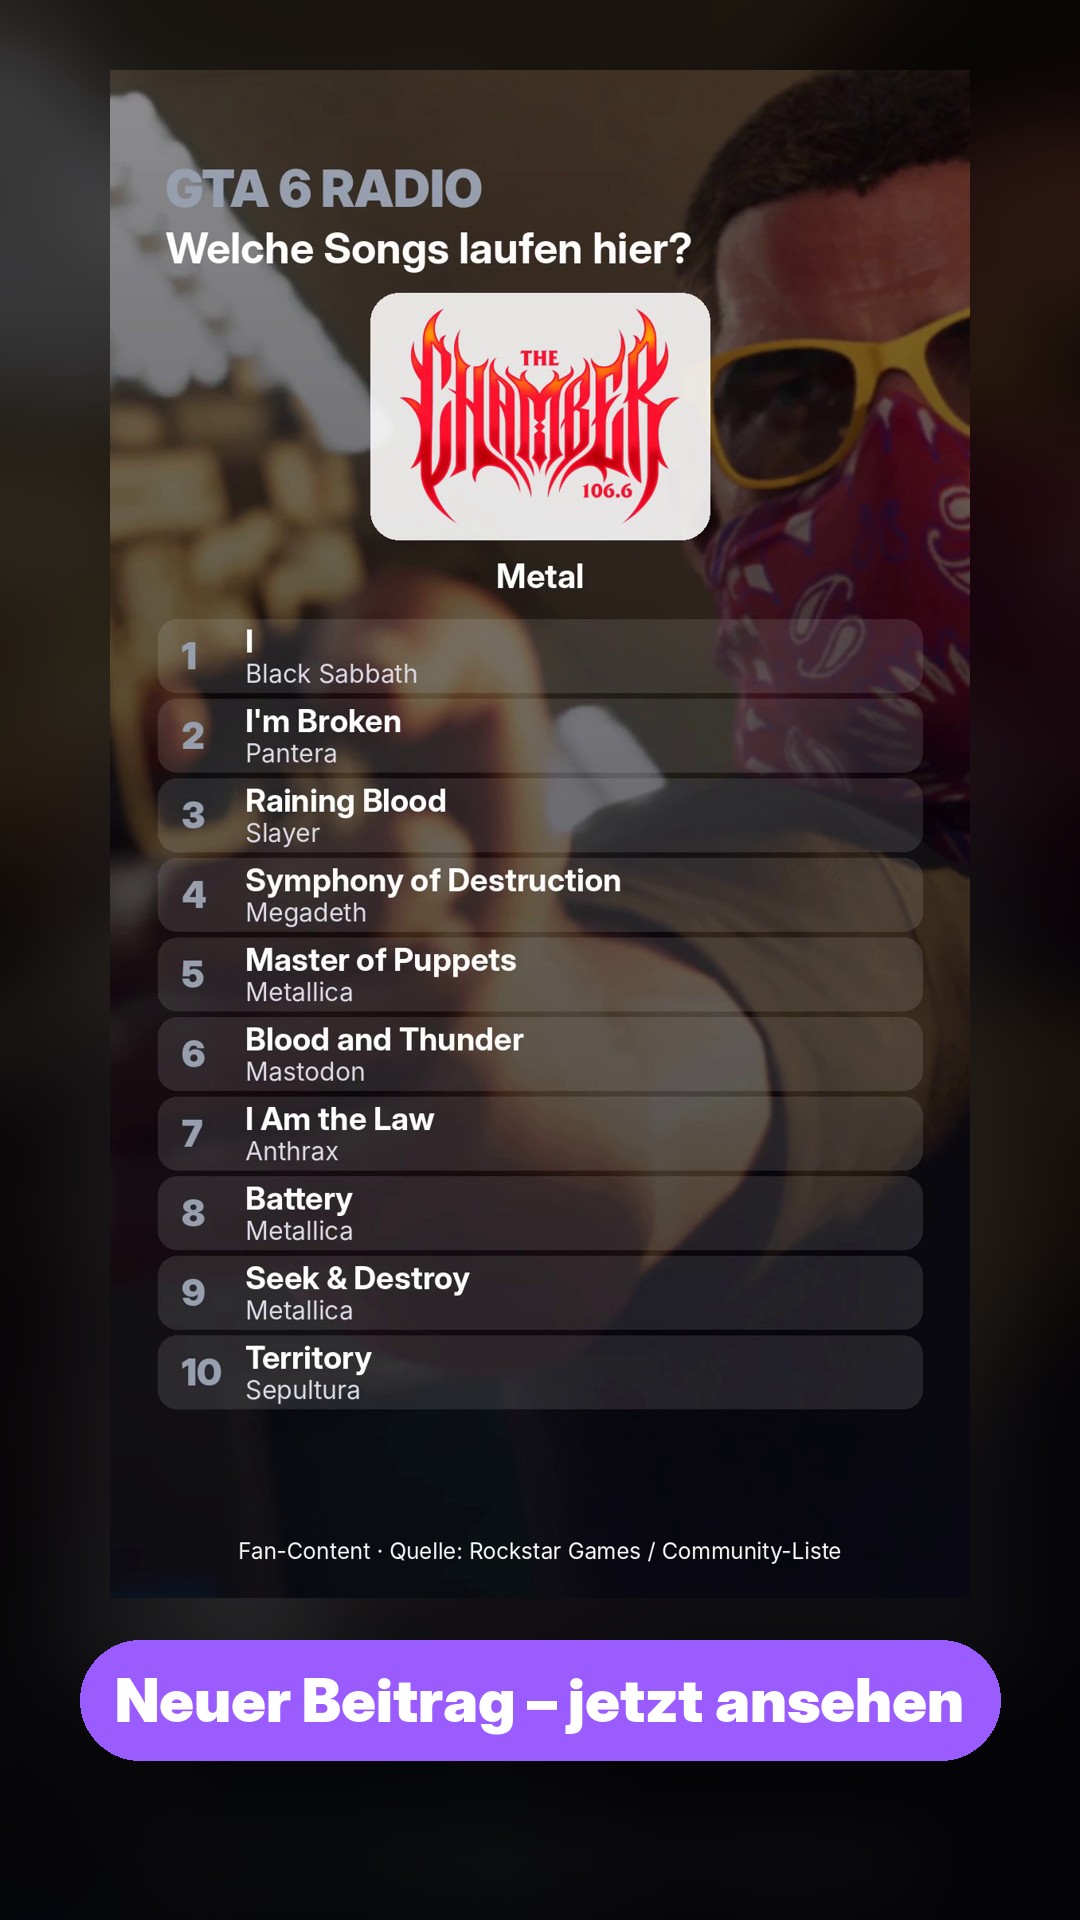 GTA 6 RADIO
Welche Songs laufen hier?
THE
CHAMBER
106.6
Metal
1
I
Black Sabbath
2
I'm Broken
Pantera
3
Raining Blood
Slayer
4
Symphony of Destruction
Megadeth
5
Master of Puppets
Metallica
6
Blood and Thunder
Mastodon
7
I Am the Law
Anthrax
8
Battery
Metallica
9
Seek & Destroy
Metallica
10
Territory
Sepultura
Fan-Content · Quelle: Rockstar Games / Community-Liste
Neuer Beitrag – jetzt ansehen